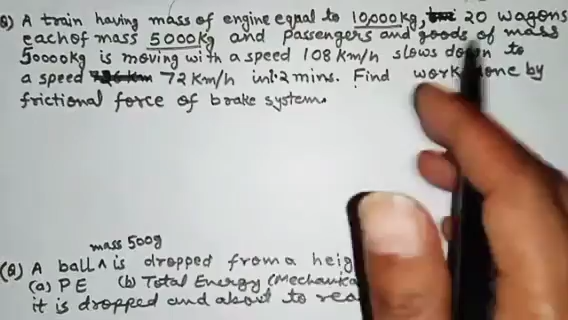 Q) A train having mass of engine equal to 10,000kg, 20 wagons
each of mass 5000kg and passengers and goods of mass
50000kg is moving with a speed 108 km/h slows down to
a speed 72 km/h in 2 mins. Find work done by
frictional force of brake system.
mass 500g
(Q) A ball ^ is dropped from a
(a) PE (b) Total Energy
it is dropped and about to